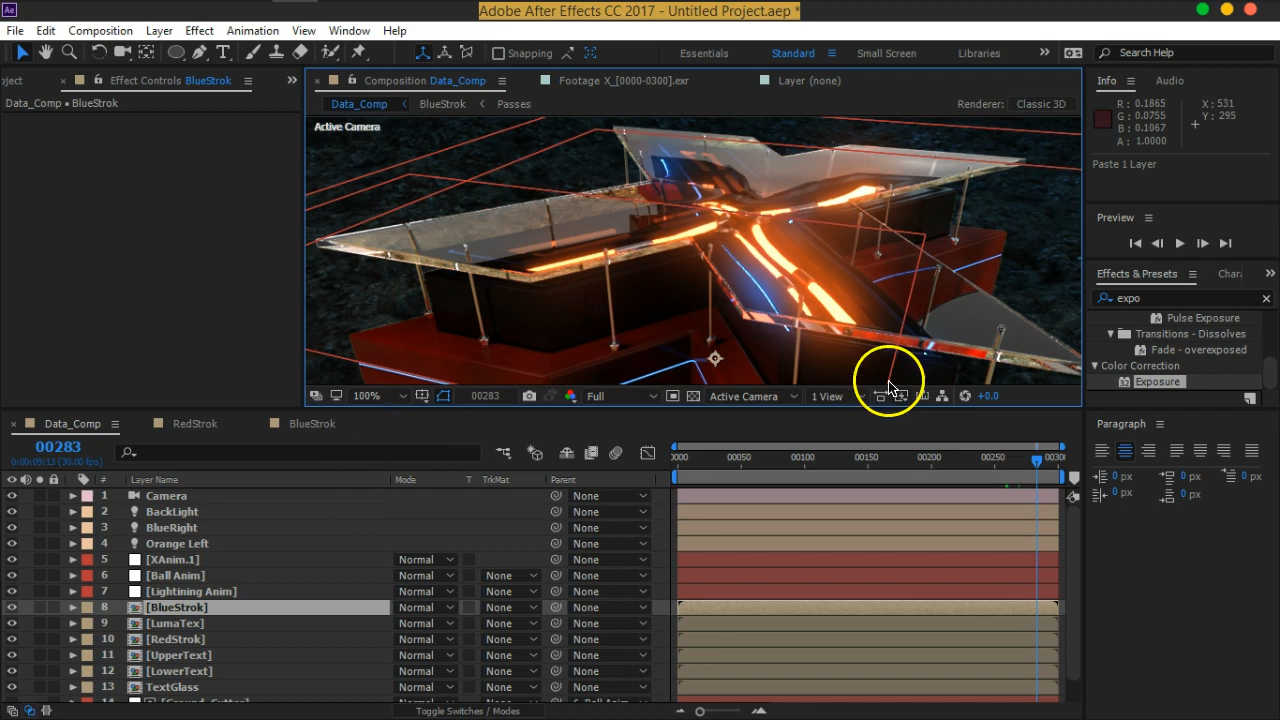 Ae Adobe After Effects CC 2017 - Untitled Project.aep *
File Edit Composition Layer Effect Animation View Window Help
T Snapping Essentials Standard Small Screen Libraries Search Help
oject Effect Controls BlueStrok Composition Data_Comp Footage X_[0000-0300].exr Layer (none) Info Audio
Data_Comp • BlueStrok
Data_Comp BlueStrok Passes Renderer: Classic 3D
Active Camera
R : 0.1865 X : 531
G : 0.0755 Y : 295
B : 0.1067
A : 1.0000
Paste 1 Layer
Preview
Effects & Presets Chara
expo
Pulse Exposure
Transitions - Dissolves
Fade - overexposed
Color Correction
Exposure
100% 00283 Full Active Camera 1 View +0.0
Data_Comp RedStrok BlueStrok Paragraph
00283
0:00:09:13 (30.00 fps)
0000 00050 00100 00150 00200 00250 0030
# Layer Name Mode T TrkMat Parent
0 px 0 px 0 px
0 px 0 px
1 Camera None
2 BackLight None
3 BlueRight None
4 Orange Left None
5 [XAnim.1] Normal None
6 [Ball Anim] Normal None None
7 [Lightining Anim] Normal None None
8 [BlueStrok] Normal None None
9 [LumaTex] Normal None None
10 [RedStrok] Normal None None
11 [UpperText] Normal None None
12 [LowerText] Normal None None
13 TextGlass Normal None None
Toggle Switches / Modes